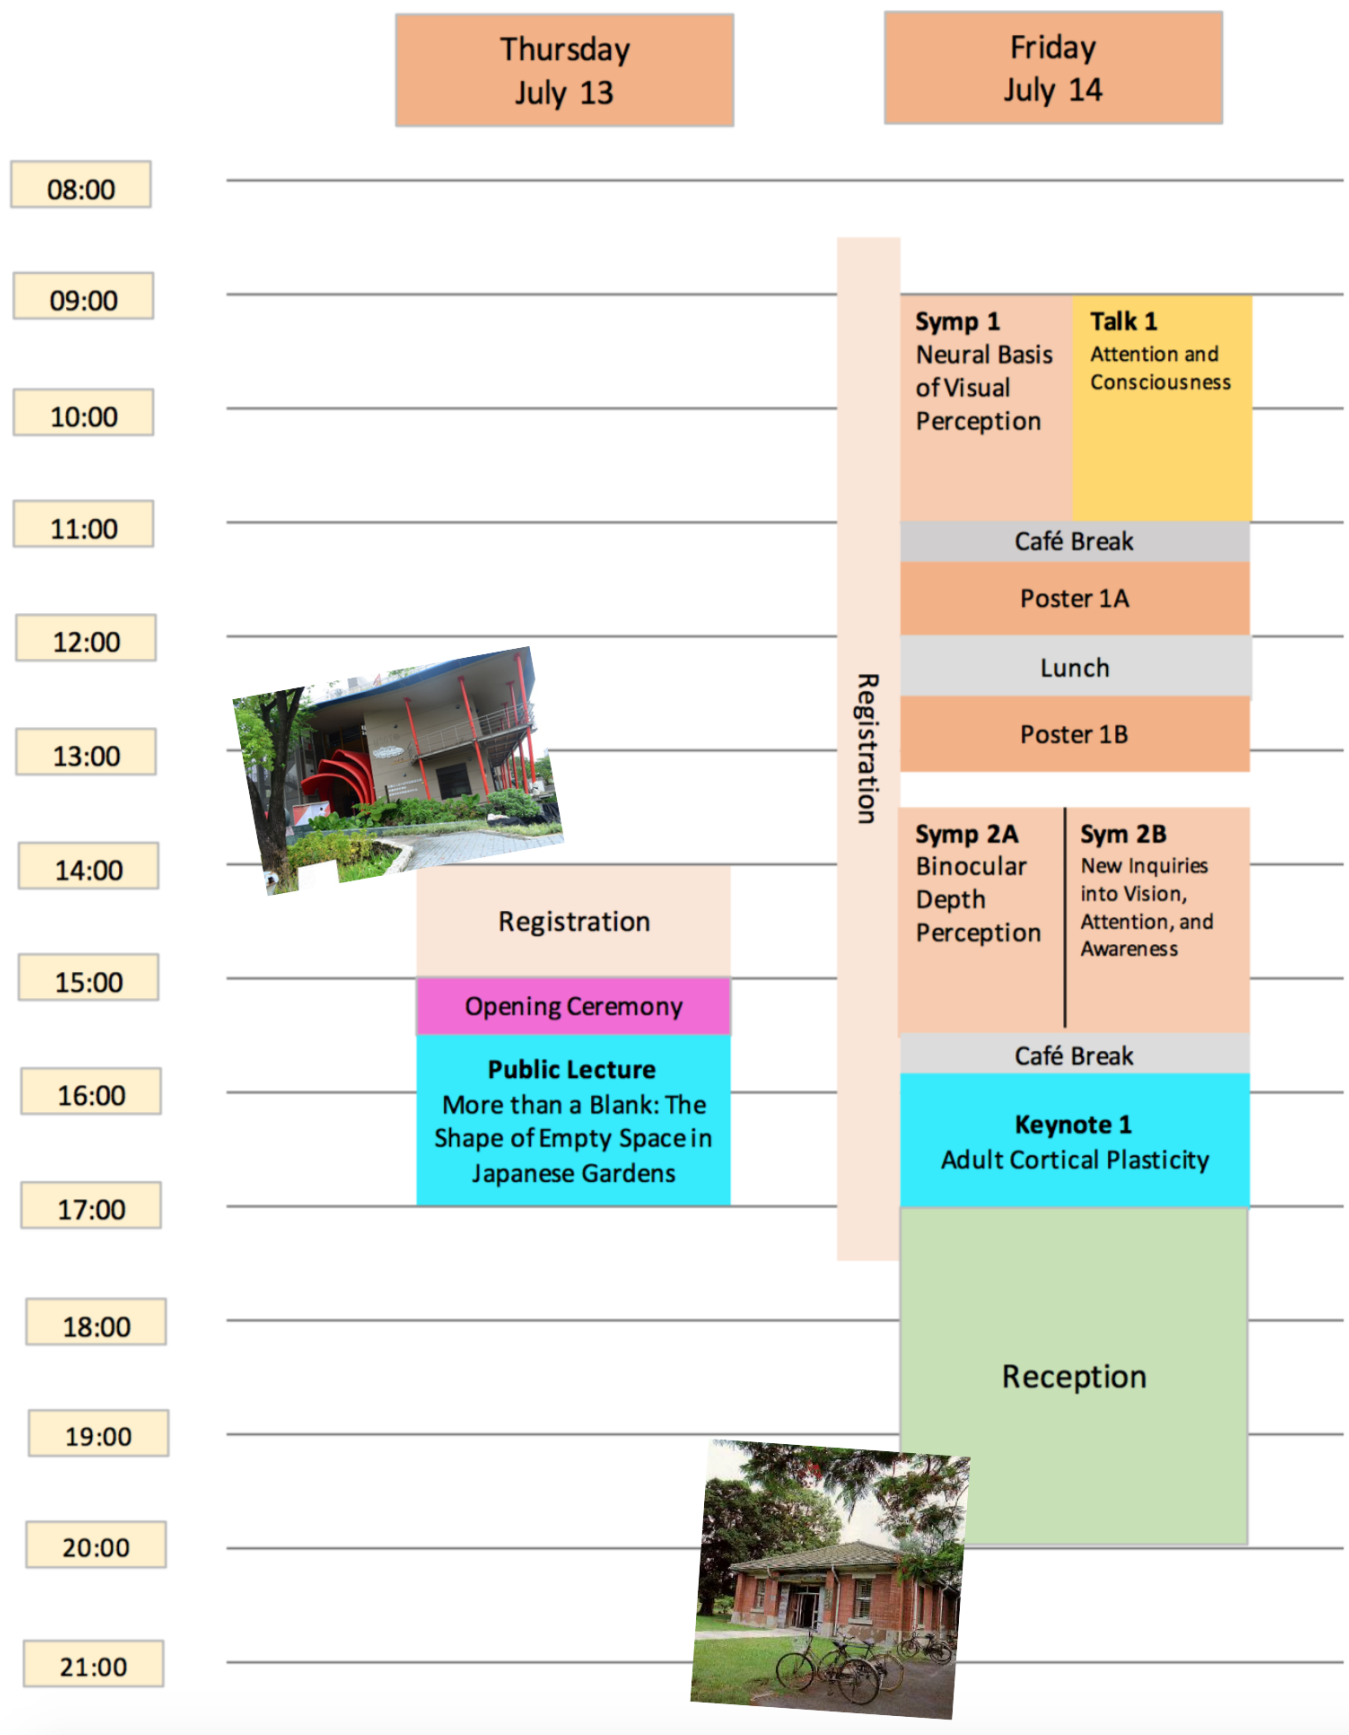 Thursday
July 13
Friday
July 14
08:00
09:00
Symp 1
Neural Basis
of Visual
Perception
Talk 1
Attention and
Consciousness
10:00
11:00
Café Break
Poster 1A
12:00
Lunch
Registration
Poster 1B
13:00
Symp 2A
Binocular
Depth
Perception
Sym 2B
New Inquiries
into Vision,
Attention, and
Awareness
14:00
Registration
15:00
Opening Ceremony
Café Break
Public Lecture
More than a Blank: The
Shape of Empty Space in
Japanese Gardens
16:00
Keynote 1
Adult Cortical Plasticity
17:00
18:00
Reception
19:00
20:00
21:00